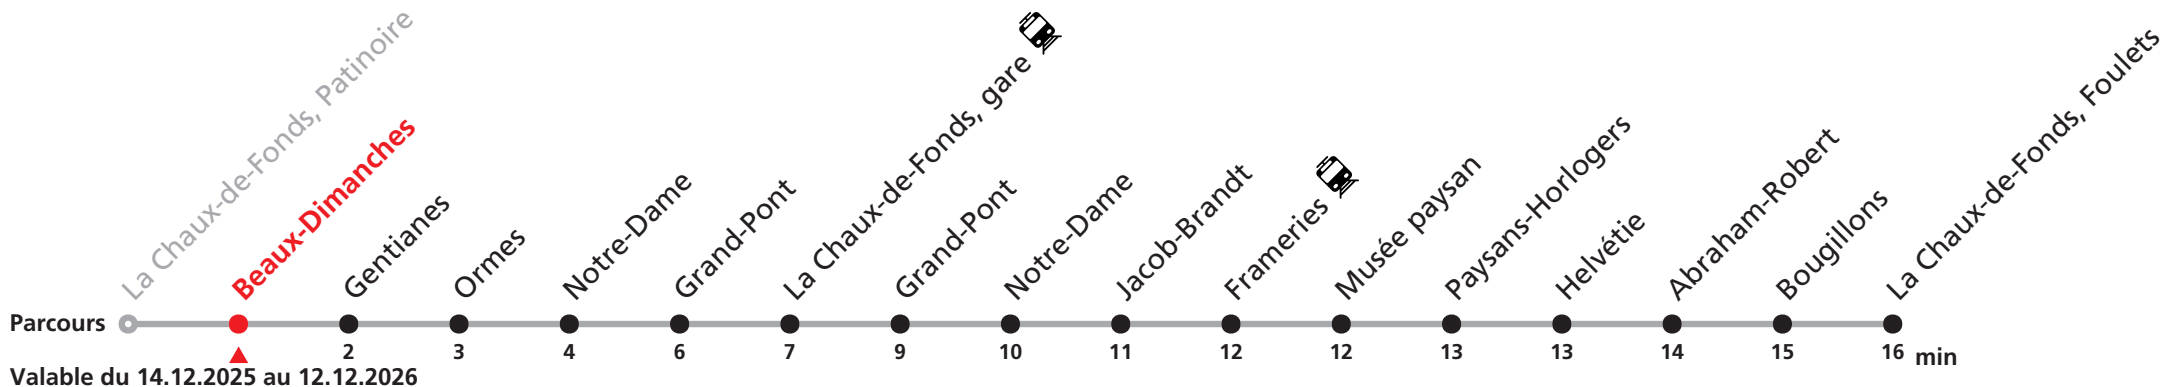 La Chaux-de-Fonds, Patinoire
Beaux-Dimanches
Gentianes
Ormes
Notre-Dame
Grand-Pont
La Chaux-de-Fonds, gare
Grand-Pont
Notre-Dame
Jacob-Brandt
Frameries
Musée paysan
Paysans-Horlogers
Helvétie
Abraham-Robert
Bougillons
La Chaux-de-Fonds, Foulets
Parcours
2 3 4 6 7 9 10 11 12 12 13 13 14 15 16 min
Valable du 14.12.2025 au 12.12.2026